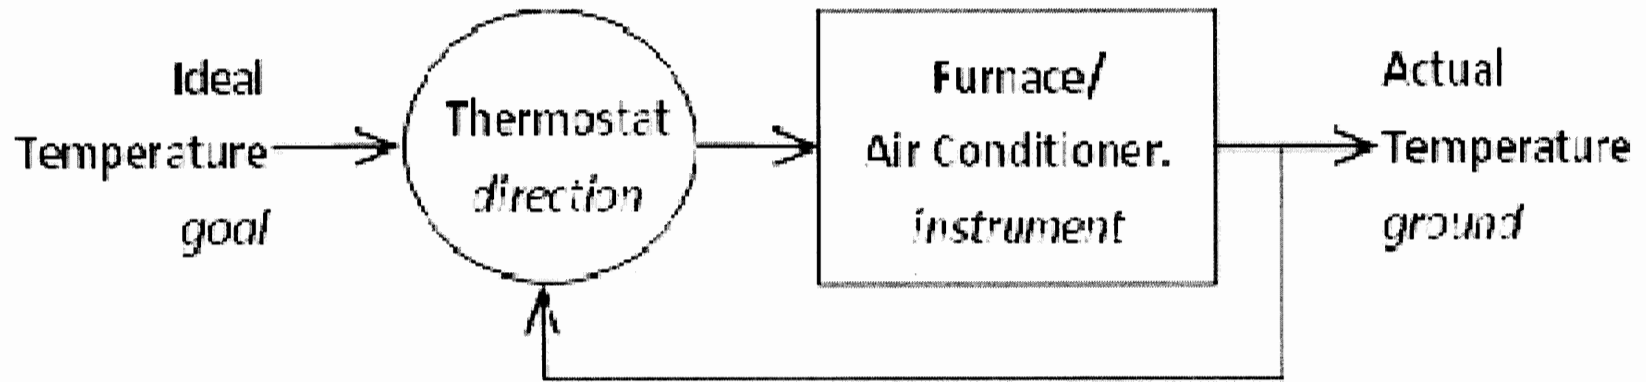 Ideal
Temperature
goal
Thermostat
direction
Furnace/
Air Conditioner.
instrument
Actual
Temperature
ground